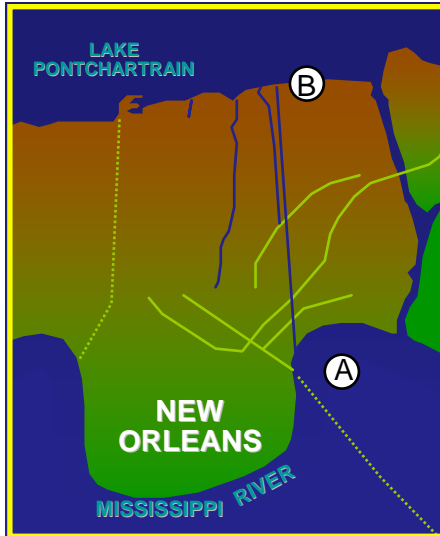 LAKE
PONTCHARTRAIN
B
A
NEW
ORLEANS
MISSISSIPPI RIVER